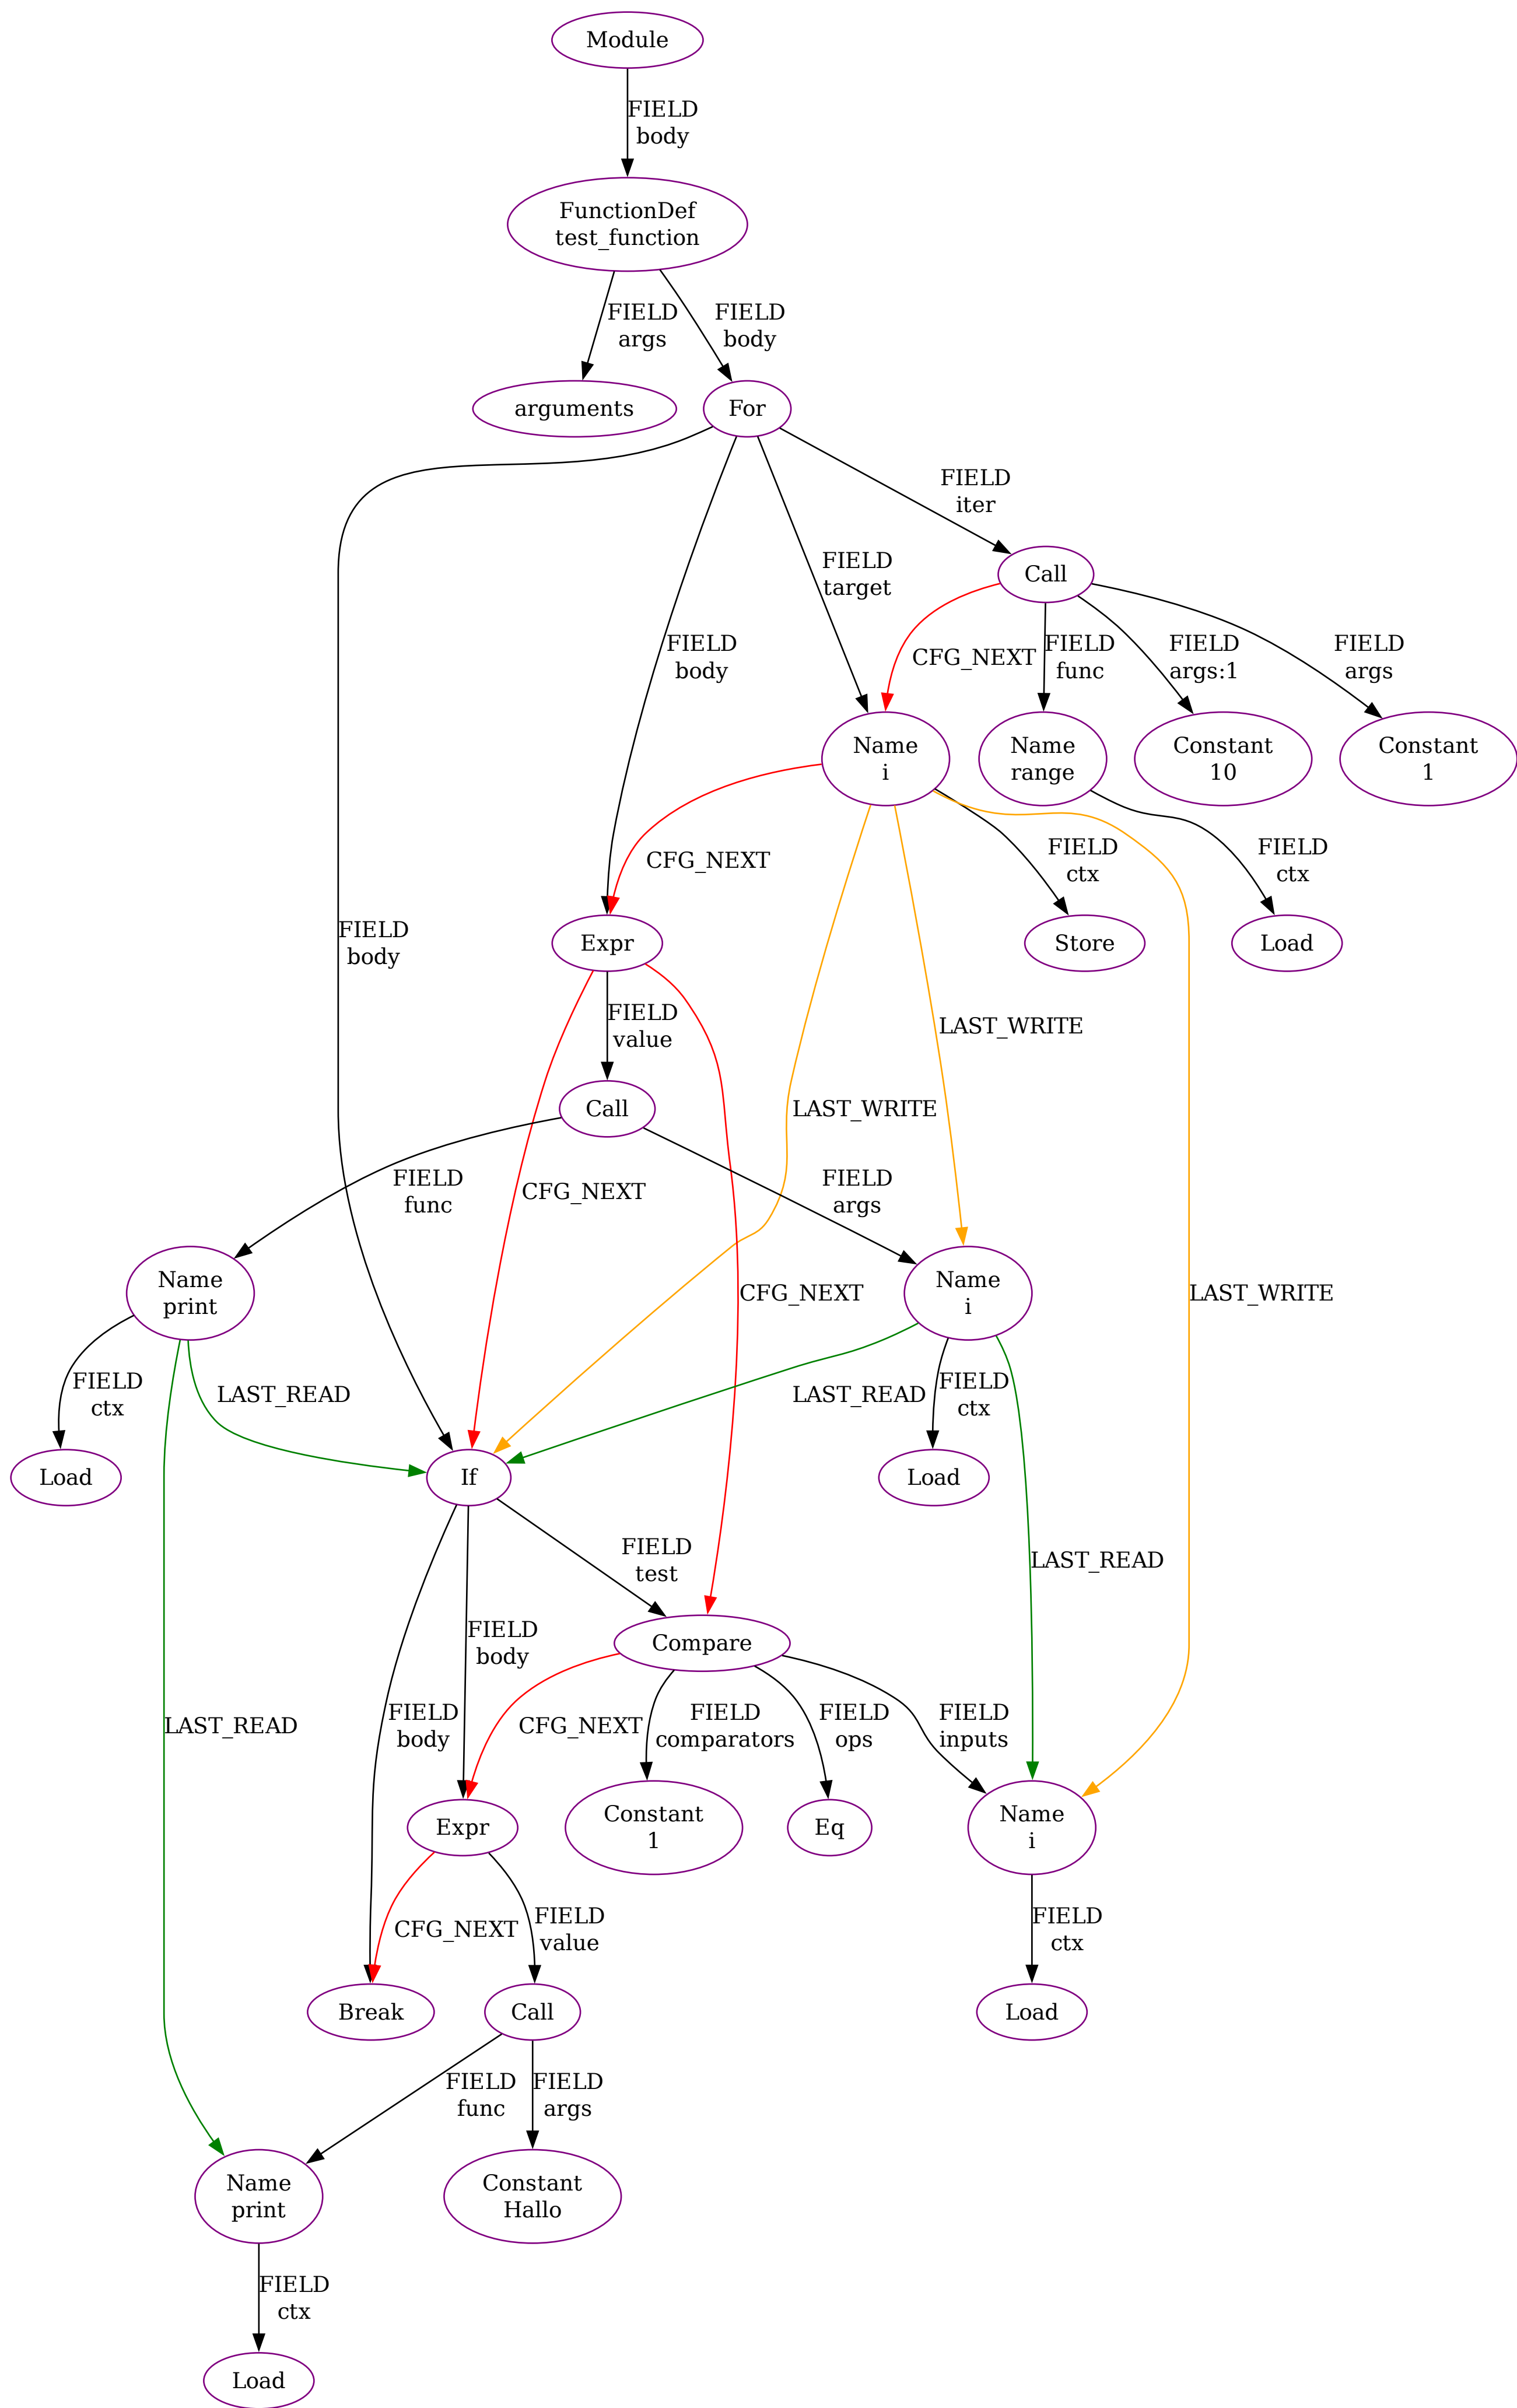 Module
FIELD
body
FunctionDef
test_function
FIELD
args
FIELD
body
arguments
For
FIELD
iter
FIELD
target
Call
FIELD
body
CFG_NEXT
FIELD
func
FIELD
args:1
FIELD
args
Name
i
Name
range
Constant
10
Constant
1
CFG_NEXT
FIELD
ctx
FIELD
ctx
FIELD
body
Expr
Store
Load
FIELD
value
LAST_WRITE
Call
LAST_WRITE
FIELD
func
CFG_NEXT
FIELD
args
Name
print
CFG_NEXT
Name
i
LAST_WRITE
FIELD
ctx
LAST_READ
LAST_READ
FIELD
ctx
Load
If
Load
FIELD
test
LAST_READ
FIELD
body
Compare
LAST_READ
FIELD
body
CFG_NEXT
FIELD
comparators
FIELD
ops
FIELD
inputs
Expr
Constant
1
Eq
Name
i
CFG_NEXT
FIELD
value
FIELD
ctx
Break
Call
Load
FIELD
func
FIELD
args
Name
print
Constant
Hallo
FIELD
ctx
Load